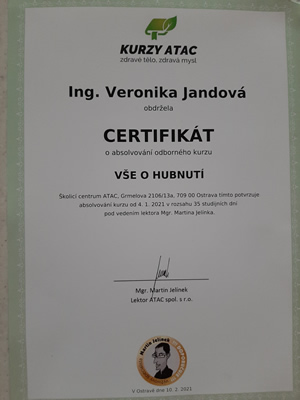 KURZY ATAC
zdravé tělo, zdravá mysl
Ing. Veronika Jandová
obdržela
CERTIFIKÁT
o absolvování odborného kurzu
VŠE O HUBNUTÍ
Školicí centrum ATAC, Grmelova 2106/13a, 709 00 Ostrava tímto potvrzuje
absolvování kurzu od 4. 1. 2021 v rozsahu 35 studijních dní
pod vedením lektora Mgr. Martina Jelínka.
Mgr. Martin Jelínek
Lektor ATAC spol. s r.o.
Martin Jelínek
V Ostravě dne 10. 2. 2021